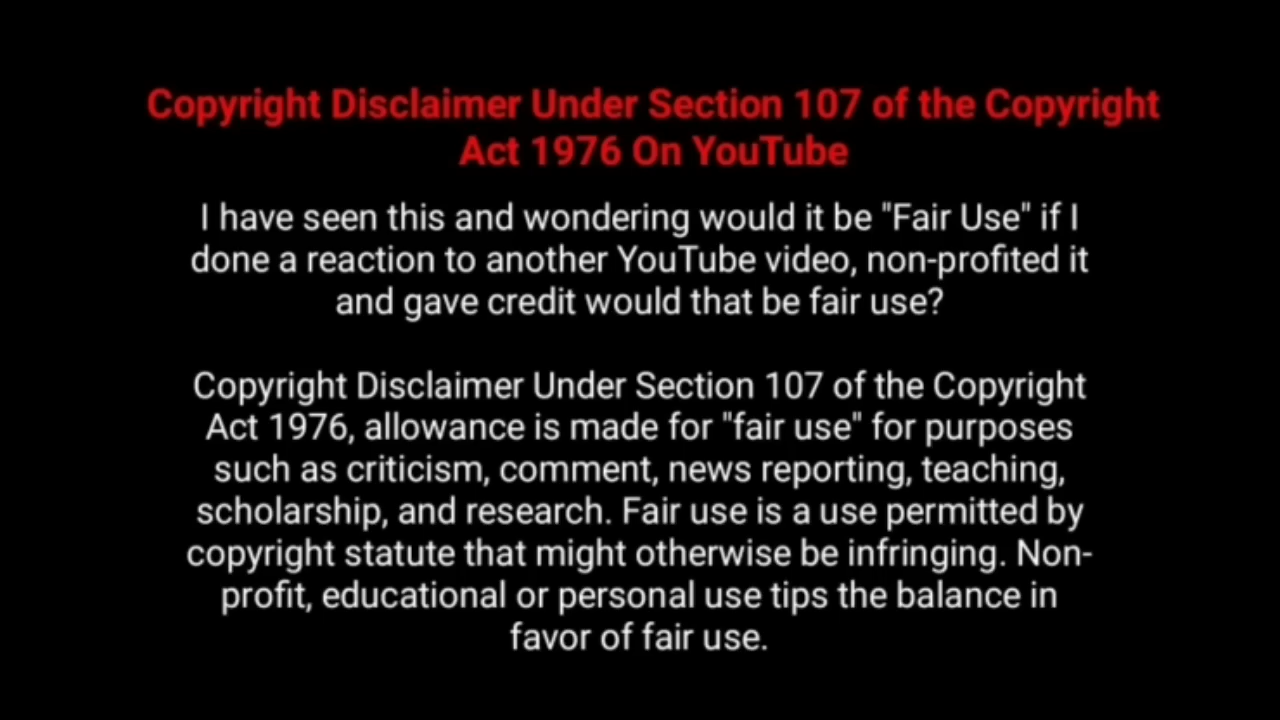 Copyright Disclaimer Under Section 107 of the Copyright
Act 1976 On YouTube
I have seen this and wondering would it be "Fair Use" if I
done a reaction to another YouTube video, non-profited it
and gave credit would that be fair use?
Copyright Disclaimer Under Section 107 of the Copyright
Act 1976, allowance is made for "fair use" for purposes
such as criticism, comment, news reporting, teaching,
scholarship, and research. Fair use is a use permitted by
copyright statute that might otherwise be infringing. Non-
profit, educational or personal use tips the balance in
favor of fair use.